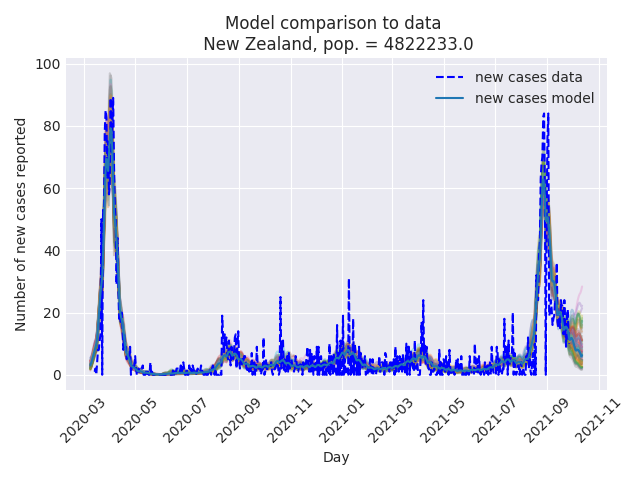 Model comparison to data
New Zealand, pop. = 4822233.0
new cases data
new cases model
Number of new cases reported
100
80
60
40
20
0
2020-03
2020-05
2020-07
2020-09
2020-11
2021-01
2021-03
2021-05
2021-07
2021-09
2021-11
Day